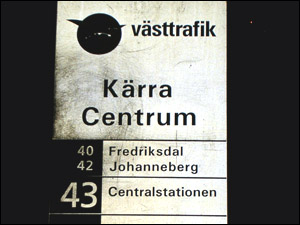 västtrafik
Kärra
Centrum
40 Fredriksdal
42 Johanneberg
43 Centralstationen